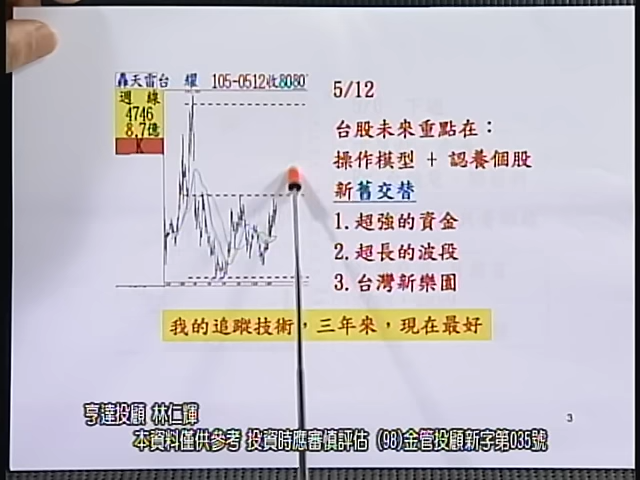 轟天雷台 耀 105-0512收8080
週線
4746
8.7億
K
5/12
台股未來重點在:
操作模型 + 認養個股
新舊交替
1.超強的資金
2.超長的波段
3.台灣新樂園
我的追蹤技術,三年來,現在最好
3
亨達投顧 林仁輝
本資料僅供參考 投資時應審慎評估 (98)金管投顧新字第035號